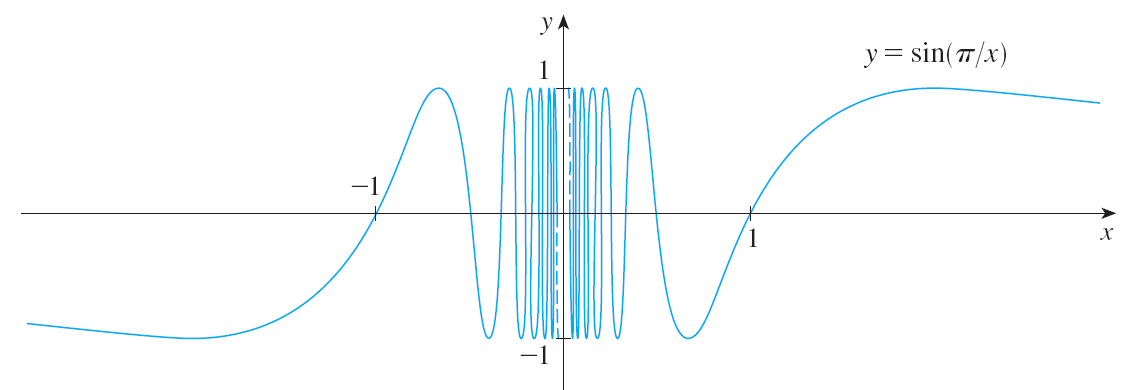 y
1
y = sin(π/x)
−1
1
x
−1